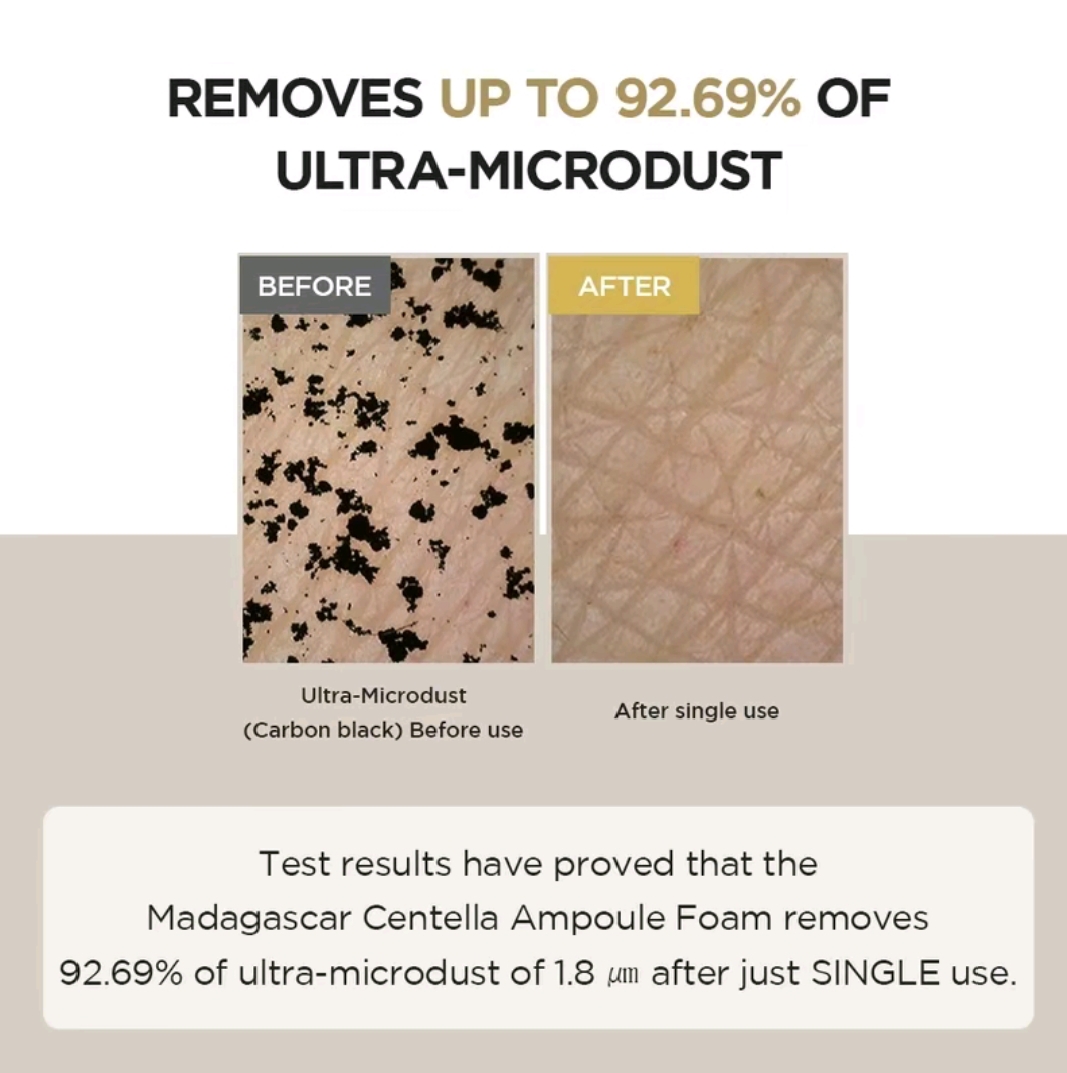 REMOVES UP TO 92.69% OF
ULTRA-MICRODUST
BEFORE
AFTER
Ultra-Microdust
(Carbon black) Before use
After single use
Test results have proved that the
Madagascar Centella Ampoule Foam removes
92.69% of ultra-microdust of 1.8 ㎛ after just SINGLE use.